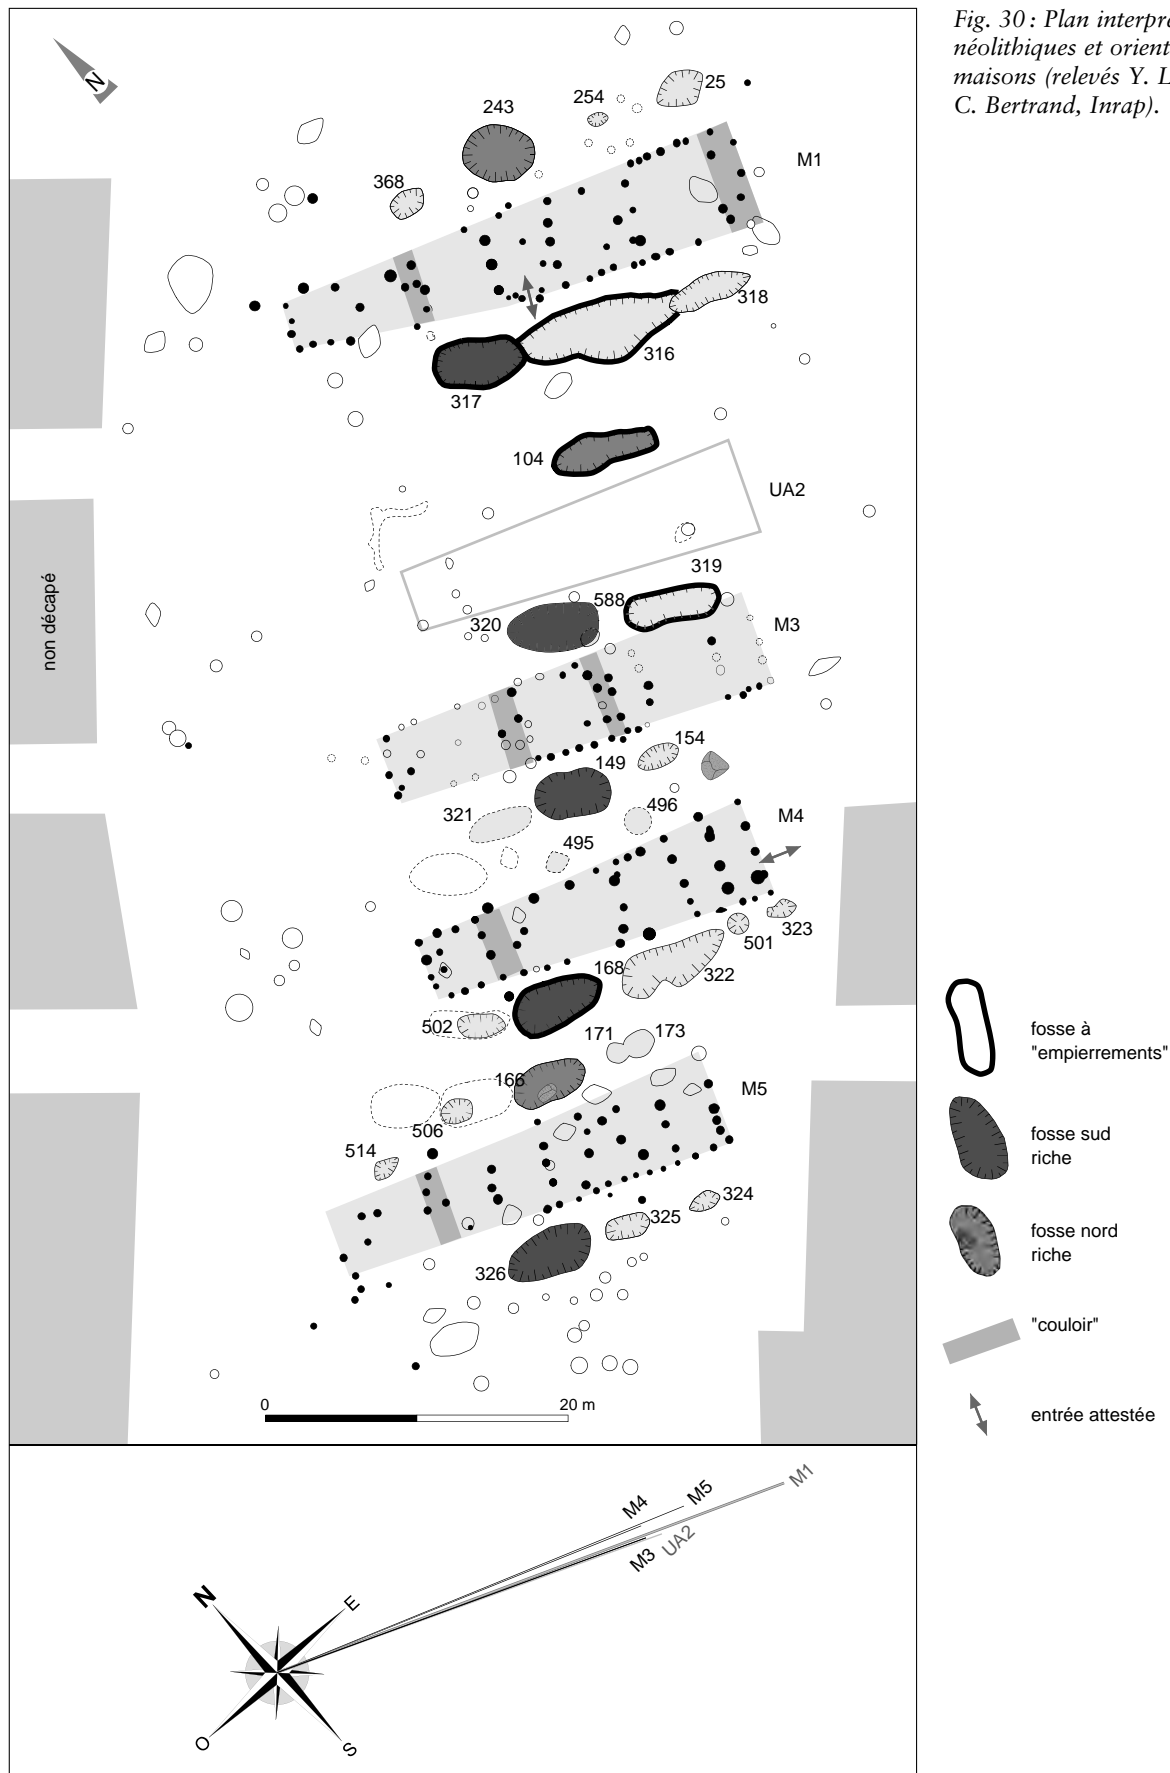 Fig. 30 : Plan
néolithiques et
maisons (relevés Y.
C. Bertrand, Inrap).
N
25
254
243
M1
368
318
316
317
104
UA2
319
588
320
M3
non décapé
154
149
321
496
M4
495
323
501
168
322
502
171
173
166
M5
506
514
324
325
326
0
20 m
fosse à
"empierrements"
fosse sud
riche
fosse nord
riche
"couloir"
entrée attestée
M1
M5
M4
UA2
M3
N
E
O
S